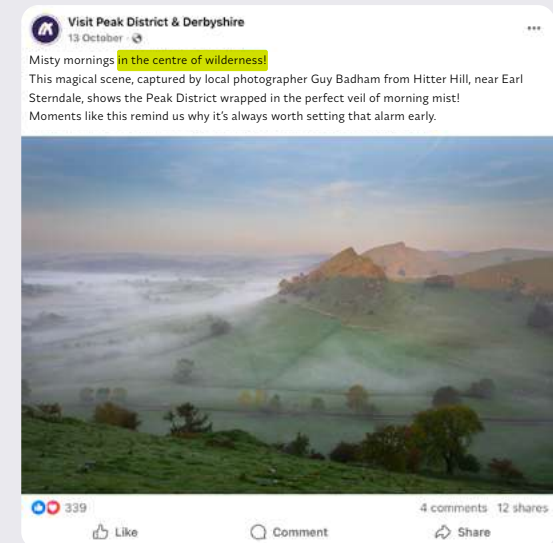 Visit Peak District & Derbyshire
13 October ·
Misty mornings in the centre of wilderness!
This magical scene, captured by local photographer Guy Badham from Hitter Hill, near Earl
Sterndale, shows the Peak District wrapped in the perfect veil of morning mist!
Moments like this remind us why it's always worth setting that alarm early.
339
4 comments 12 shares
Like
Comment
Share